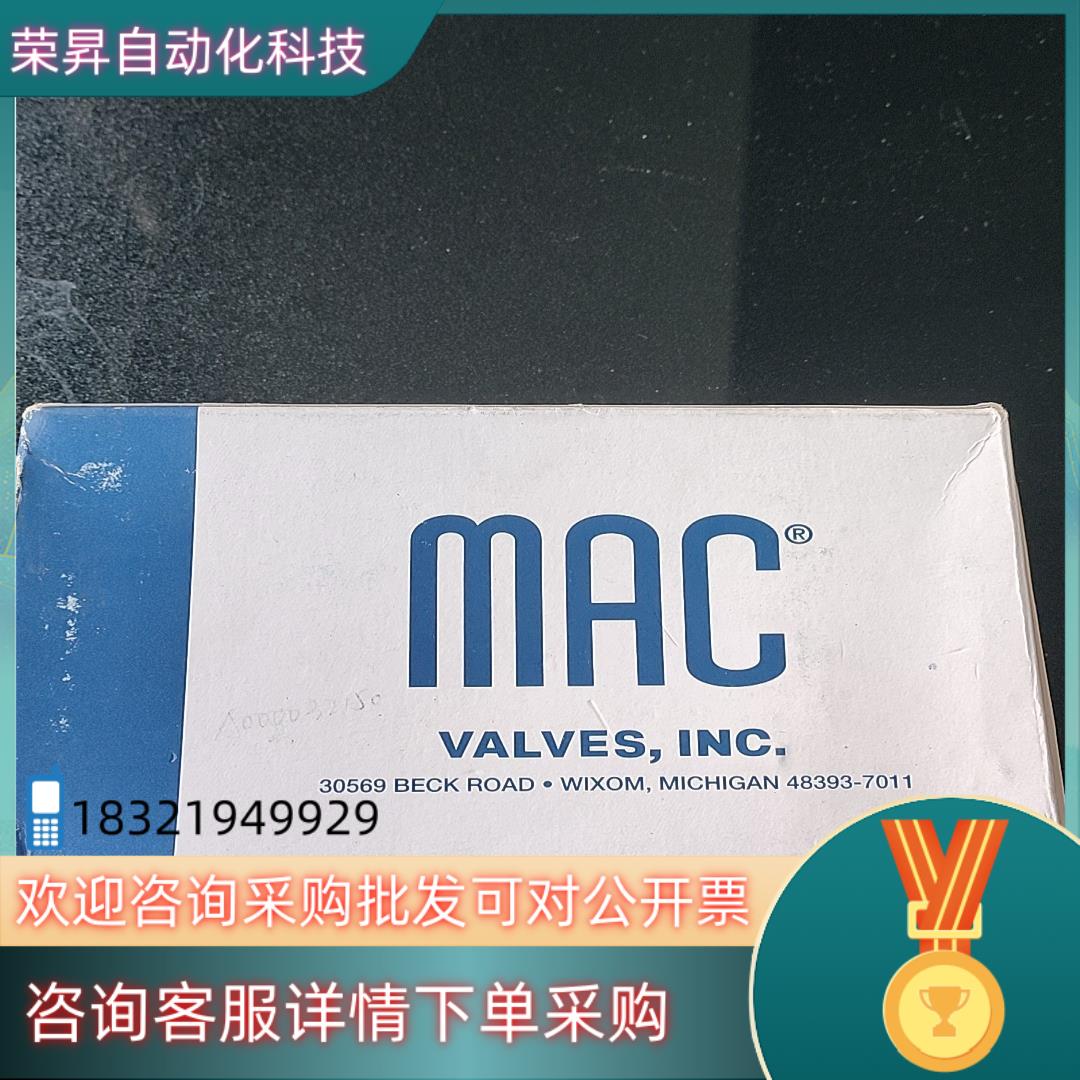 荣昇自动化科技
MAC®
VALVES, INC.
30569 BECK ROAD • WIXOM, MICHIGAN 48393-7011
18321949929
欢迎咨询采购批发可对公开票
咨询客服详情下单采购